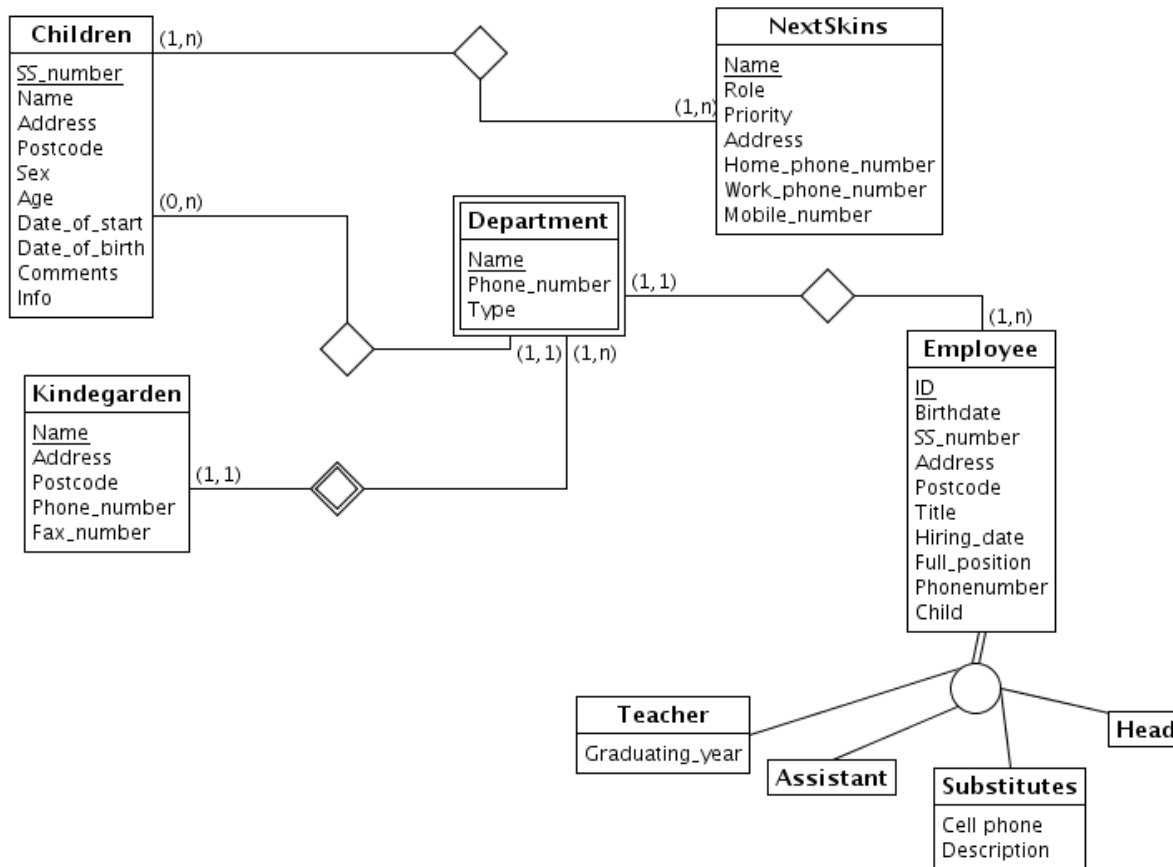 Children
SS_number
Name
Address
Postcode
Sex
Age
Date_of_start
Date_of_birth
Comments
Info
(1,n)
(0,n)
NextSkins
Name
Role
Priority
Address
Home_phone_number
Work_phone_number
Mobile_number
(1,n)
Department
Name
Phone_number
Type
(1,1)
(1,1)
(1,n)
Kindegarden
Name
Address
Postcode
Phone_number
Fax_number
(1,1)
(1,n)
Employee
ID
Birthdate
SS_number
Address
Postcode
Title
Hiring_date
Full_position
Phonenumber
Child
Teacher
Graduating_year
Assistant
Substitutes
Cell phone
Description
Head